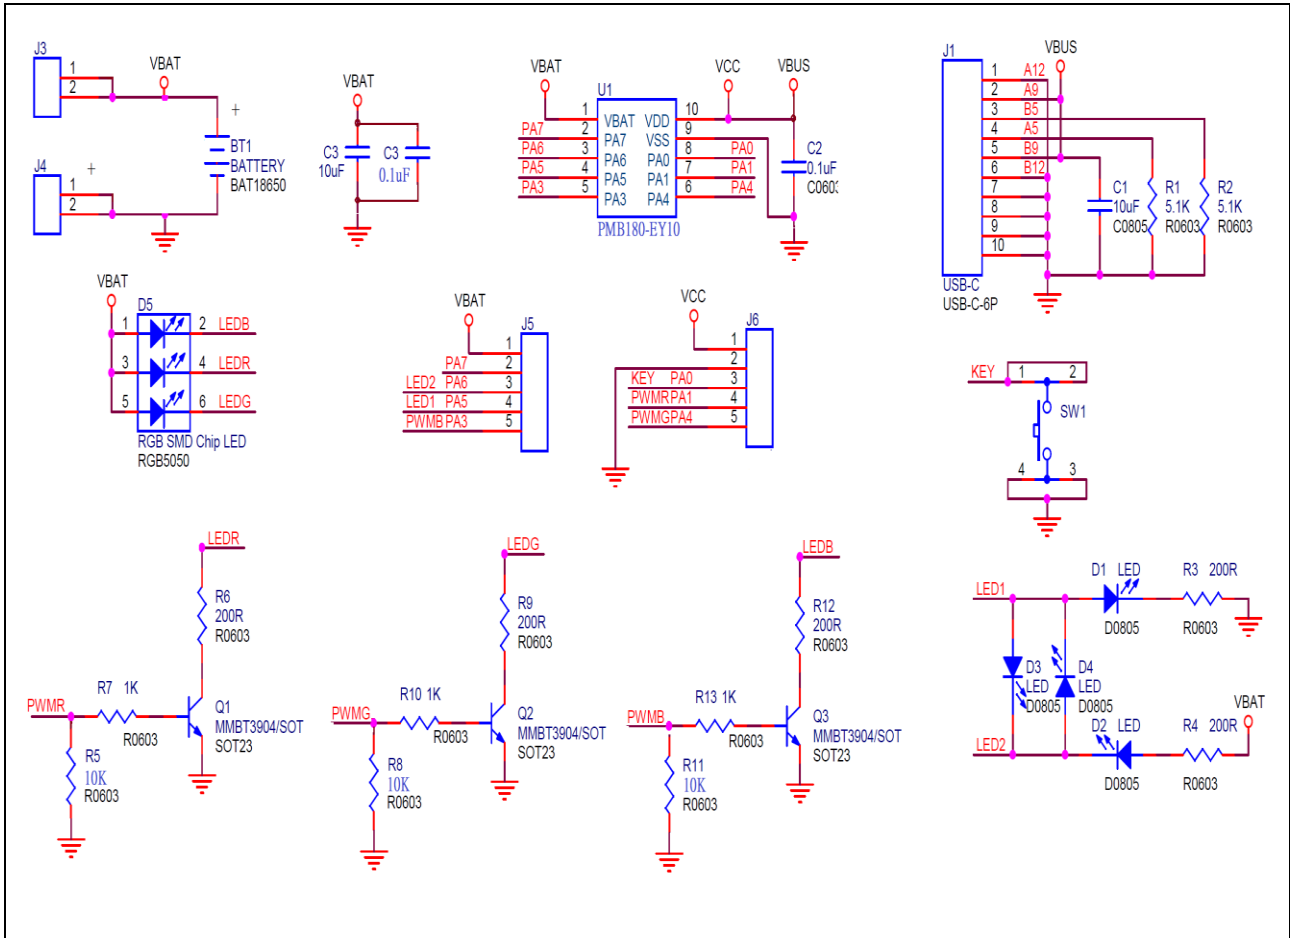 J3
1
2
VBAT
+
BT1
BATTERY
BAT18650
J4
+
1
2
VBAT
C3
10uF
C3
0.1uF
VBAT
VCC
VBUS
U1
1 VBAT VDD 10
PA7 2 PA7 VSS 9
PA6 3 PA6 PA0 8 PA0
PA5 4 PA5 PA1 7 PA1
PA3 5 PA3 PA4 6 PA4
PMB180-EY10
C2
0.1uF
C0603
J1
VBUS
1 A12
2 A9
3 B5
4 A5
5 B9
6 B12
7
8
9
10
C1
10uF
C0805
R1
5.1K
R0603
R2
5.1K
R0603
USB-C
USB-C-6P
VBAT
D5
1 2 LEDB
3 4 LEDR
5 6 LEDG
RGB SMD Chip LED
RGB5050
VBAT
J5
1
PA7 2
LED2 PA6 3
LED1 PA5 4
PWMB PA3 5
VCC
J6
1
2
KEY PA0 3
PWMR PA1 4
PWMG PA4 5
KEY 1 2
SW1
4 3
LEDR
R6
200R
R0603
PWMR
R7 1K
R0603
Q1
MMBT3904/SOT
SOT23
R5
10K
R0603
LEDG
R9
200R
R0603
PWMG
R10 1K
R0603
Q2
MMBT3904/SOT
SOT23
R8
10K
R0603
LEDB
R12
200R
R0603
PWMB
R13 1K
R0603
Q3
MMBT3904/SOT
SOT23
R11
10K
R0603
LED1
D1 LED
D0805
R3 200R
R0603
D3
LED
D0805
D4
LED
D0805
LED2
D2 LED
D0805
R4 200R
R0603
VBAT